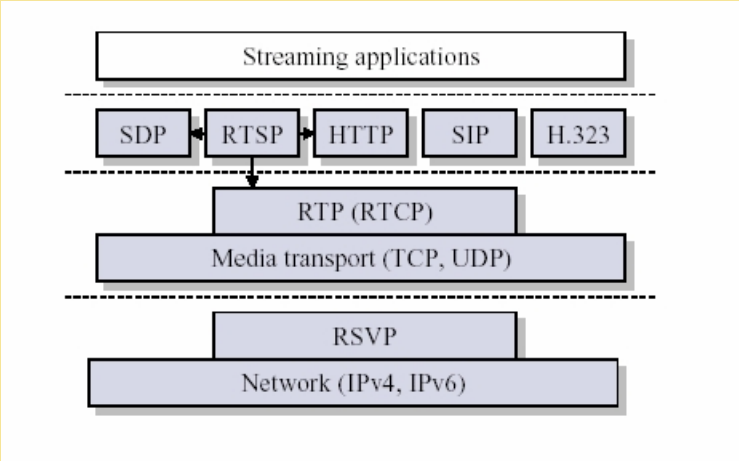 Streaming applications
SDP RTSP HTTP SIP H.323
RTP (RTCP)
Media transport (TCP, UDP)
RSVP
Network (IPv4, IPv6)